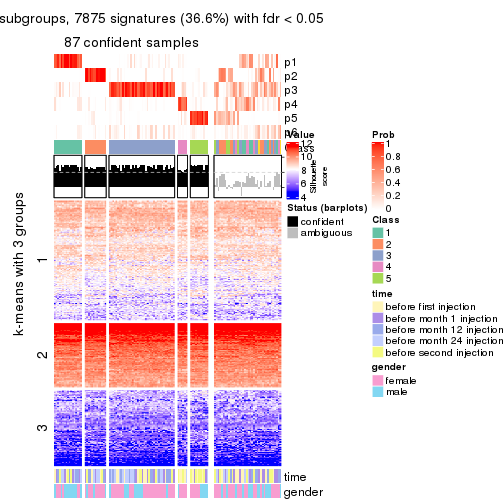 subgroups, 7875 signatures (36.6%) with fdr < 0.05
87 confident samples
p1
p2
p3
p4
p5
p6
Class
k-means with 3 groups
1
2
3
time
gender
Value
12
10
8
6
4
Silhouette
score
Status (barplots)
confident
ambiguous
Prob
1
0.8
0.6
0.4
0.2
0
Class
1
2
3
4
5
time
before first injection
before month 1 injection
before month 12 injection
before month 24 injection
before second injection
gender
female
male